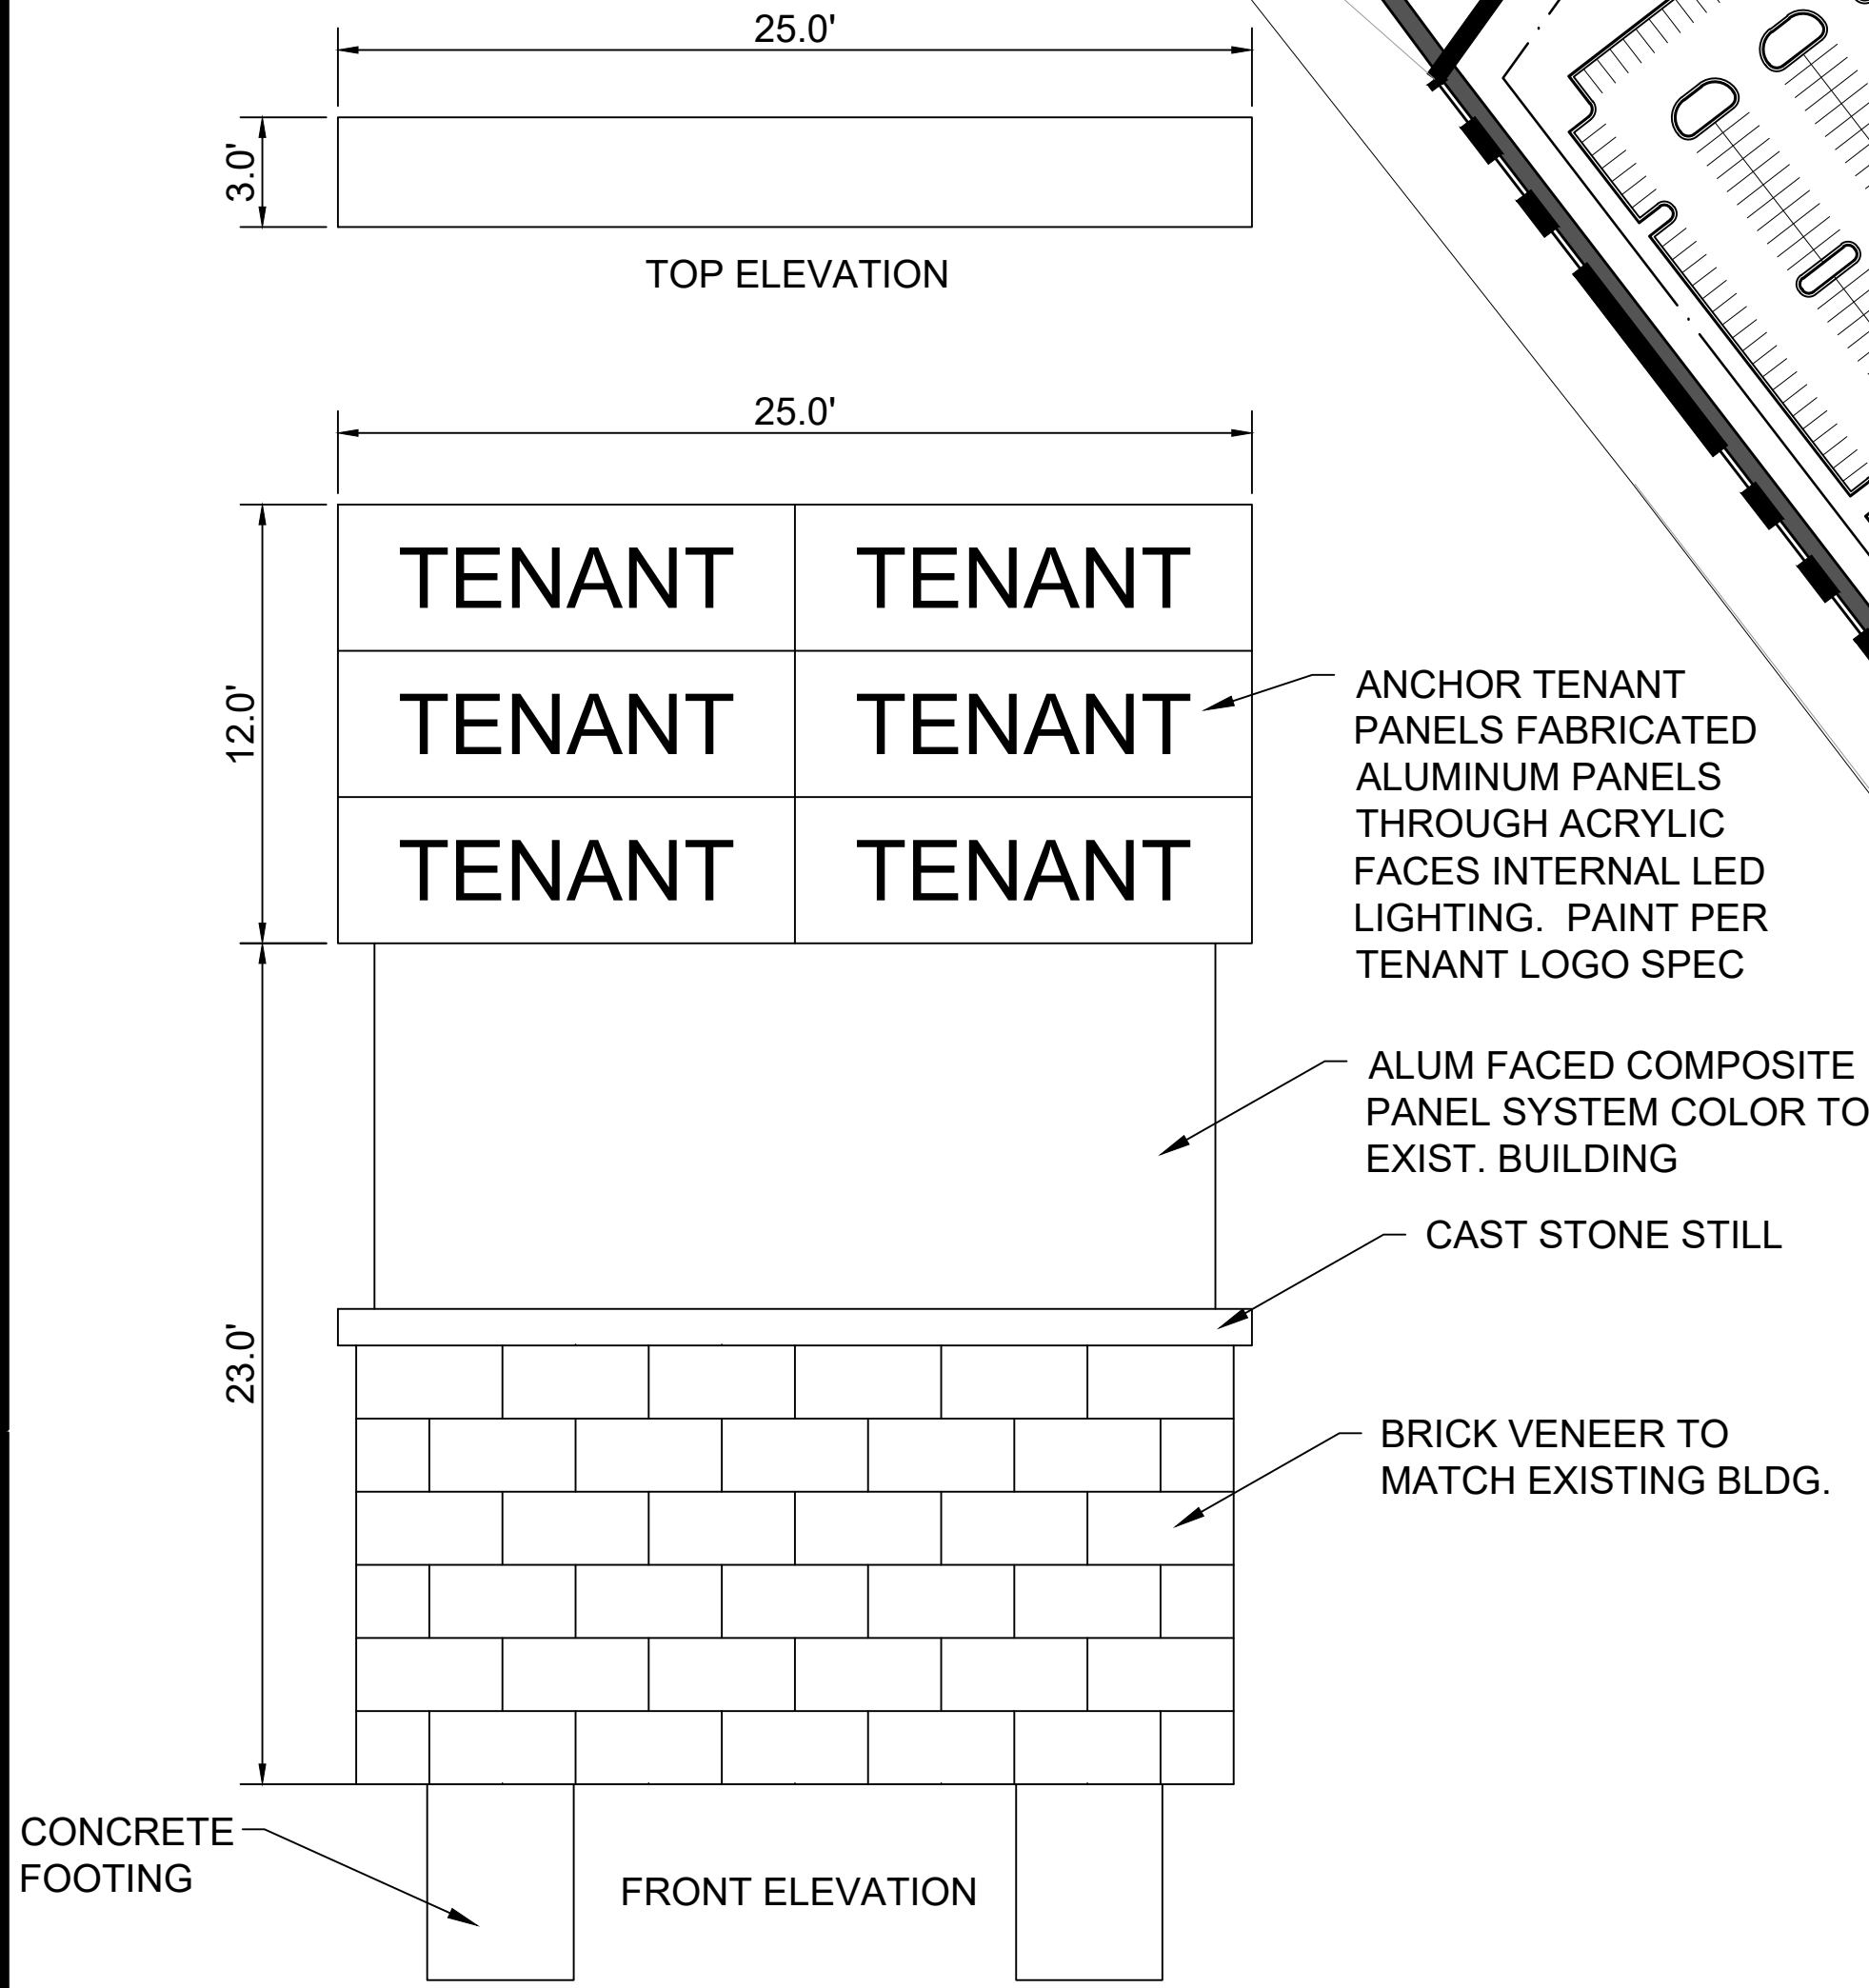 25.0'
3.0'
TOP ELEVATION
25.0'
12.0'
TENANT TENANT
TENANT TENANT
TENANT TENANT
ANCHOR TENANT
PANELS FABRICATED
ALUMINUM PANELS
THROUGH ACRYLIC
FACES INTERNAL LED
LIGHTING. PAINT PER
TENANT LOGO SPEC
23.0'
ALUM FACED COMPOSITE
PANEL SYSTEM COLOR TO
EXIST. BUILDING
CAST STONE STILL
BRICK VENEER TO
MATCH EXISTING BLDG.
CONCRETE
FOOTING
FRONT ELEVATION